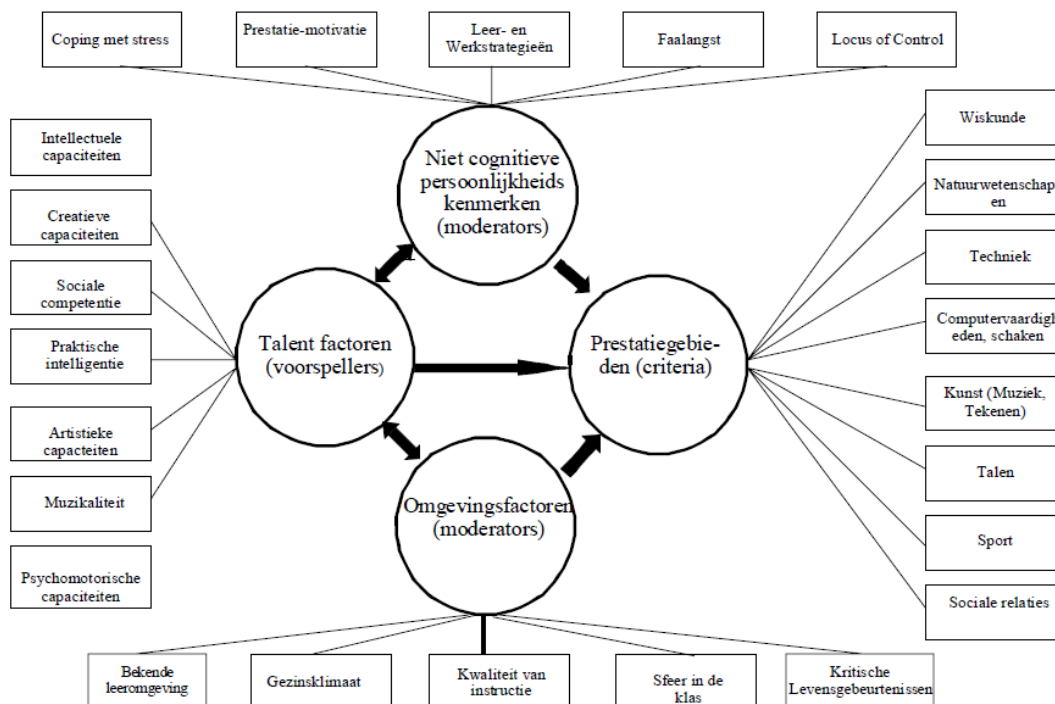 Coping met stress
Prestatie-motivatie
Leer- en
Werkstrategieën
Faalangst
Locus of Control
Intellectuele
capaciteiten
Creatieve
capaciteiten
Sociale
competentie
Praktische
intelligentie
Artistieke
capacteiten
Muzikaliteit
Psychomotorische
capaciteiten
Niet cognitieve
persoonlijkheids
kenmerken
(moderators)
Talent factoren
(voorspellers)
Prestatiegebie-
den (criteria)
Omgevingsfactoren
(moderators)
Wiskunde
Natuurwetenschapp
en
Techniek
Computervaardigh
eden, schaken
Kunst (Muziek,
Tekenen)
Talen
Sport
Sociale relaties
Bekende
leeromgeving
Gezinsklimaat
Kwaliteit van
instructie
Sfeer in de
klas
Kritische
Levensgebeurtenissen